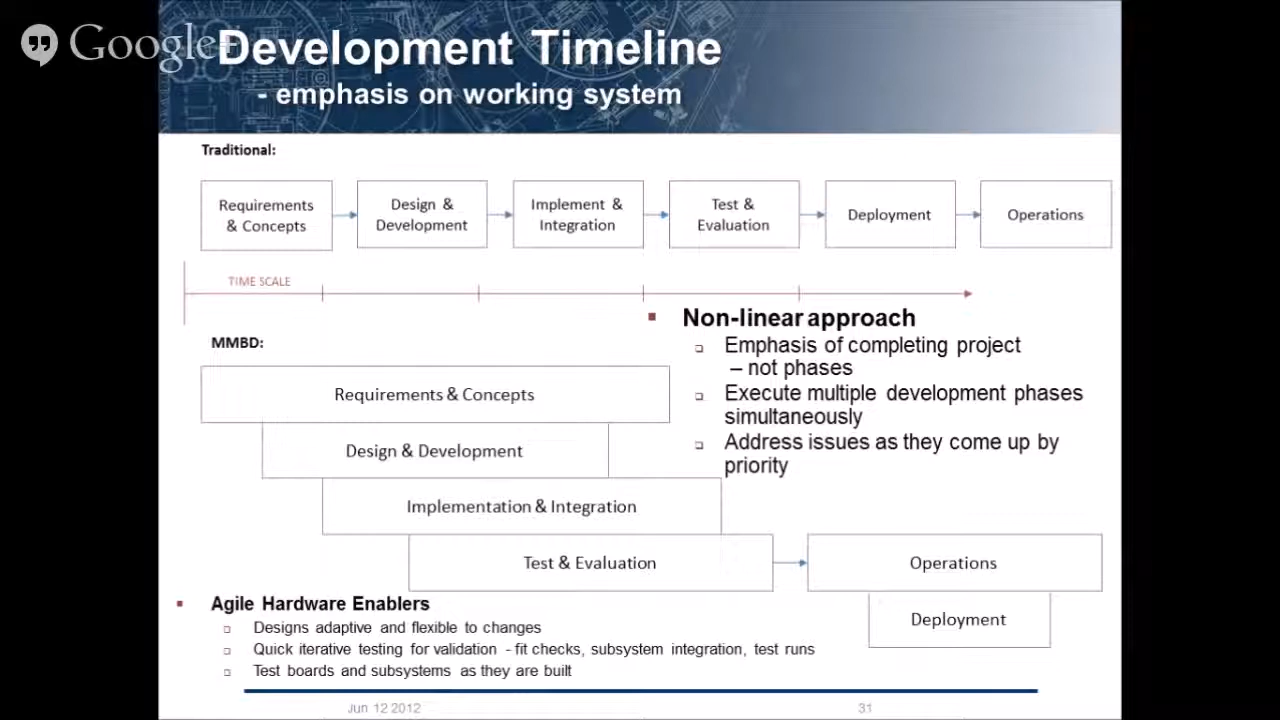 Google+
Development Timeline
- emphasis on working system
Traditional:
Requirements
& Concepts
Design &
Development
Implement &
Integration
Test &
Evaluation
Deployment
Operations
TIME SCALE
MMBD:
Requirements & Concepts
Design & Development
Implementation & Integration
Test & Evaluation
Operations
Deployment
Non-linear approach
Emphasis of completing project
– not phases
Execute multiple development phases
simultaneously
Address issues as they come up by
priority
Agile Hardware Enablers
Designs adaptive and flexible to changes
Quick iterative testing for validation - fit checks, subsystem integration, test runs
Test boards and subsystems as they are built
Jun 12 2012
31